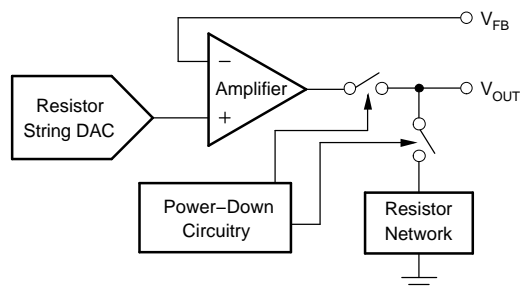 V_FB
−
Amplifier
+
Resistor
String DAC
V_OUT
Power−Down
Circuitry
Resistor
Network